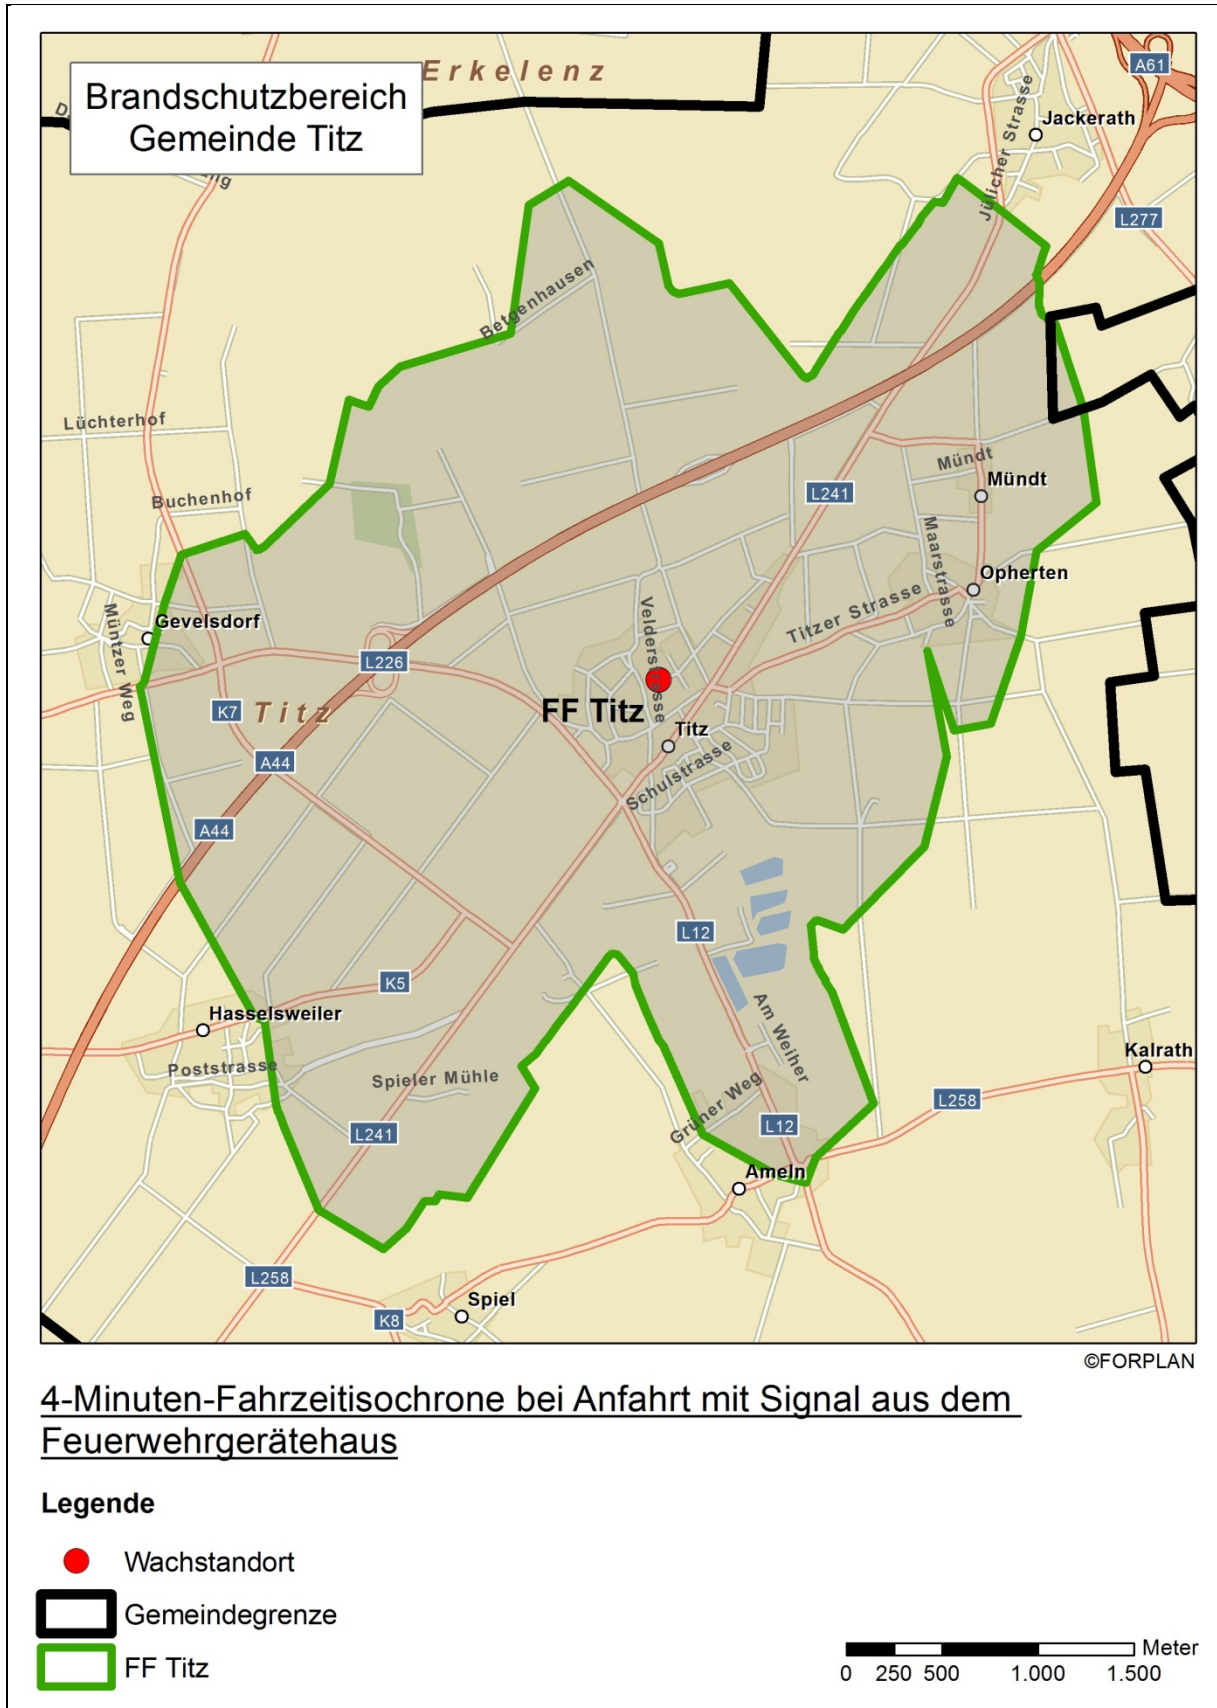 Brandschutzbereich
Gemeinde Titz
Erkelenz
A61
Jackerath
Jülicher Strasse
L277
Betgenhausen
Lüchterhof
Buchenhof
L241
Mündt
Mündt
Maarstrasse
Opherten
Titzer Strasse
Gevelsdorf
Müntzer Weg
L226
Velderstrasse
K7
Titz
FF Titz
Titz
Schulstrasse
A44
A44
L12
K5
Am Weiher
Hasselsweiler
Poststrasse
Spieler Mühle
Grüner Weg
Kalrath
L258
L241
L12
Ameln
L258
Spiel
K8
©FORPLAN
4-Minuten-Fahrzeitisochrone bei Anfahrt mit Signal aus dem
Feuerwehrgerätehaus
Legende
Wachstandort
Gemeindegrenze
FF Titz
Meter
0 250 500 1.000 1.500